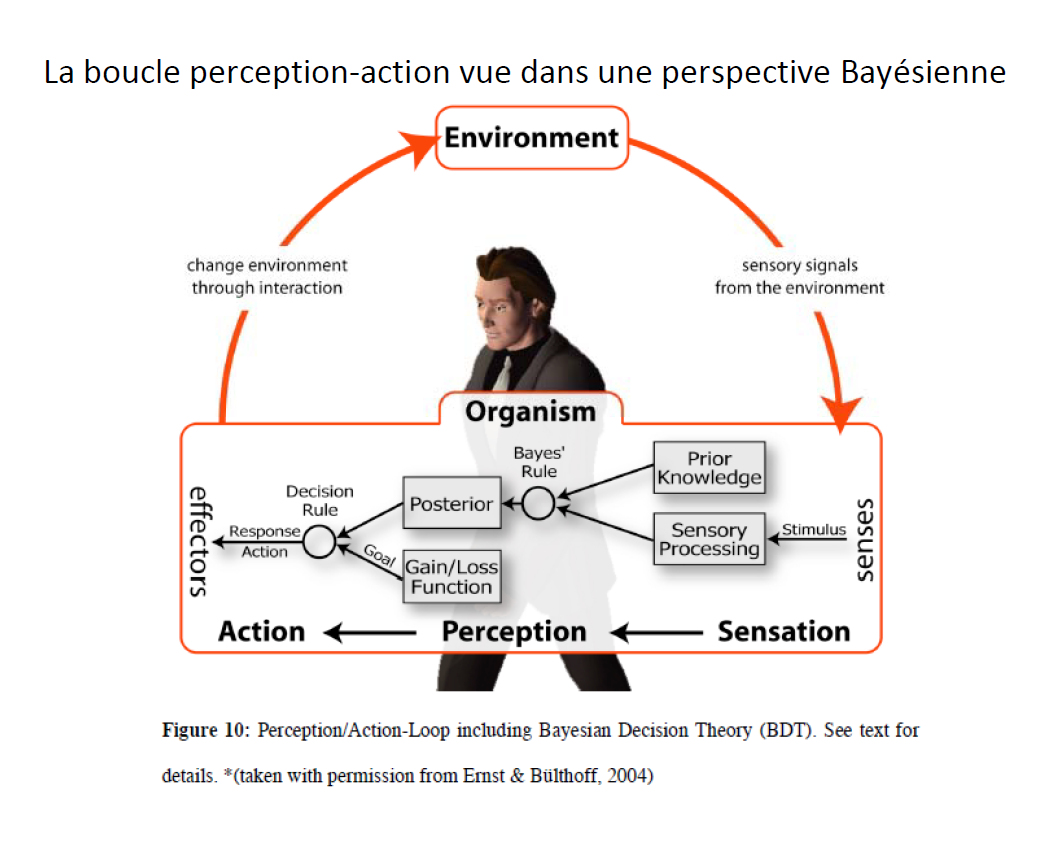 La boucle perception-action vue dans une perspective Bayésienne
Environment
change environment
through interaction
sensory signals
from the environment
Organism
effectors
Response
Action
Decision
Rule
Posterior
Goal
Gain/Loss
Function
Bayes'
Rule
Prior
Knowledge
Sensory
Processing
Stimulus
senses
Action
Perception
Sensation
Figure 10: Perception/Action-Loop including Bayesian Decision Theory (BDT). See text for
details. *(taken with permission from Ernst & Bülthoff, 2004)